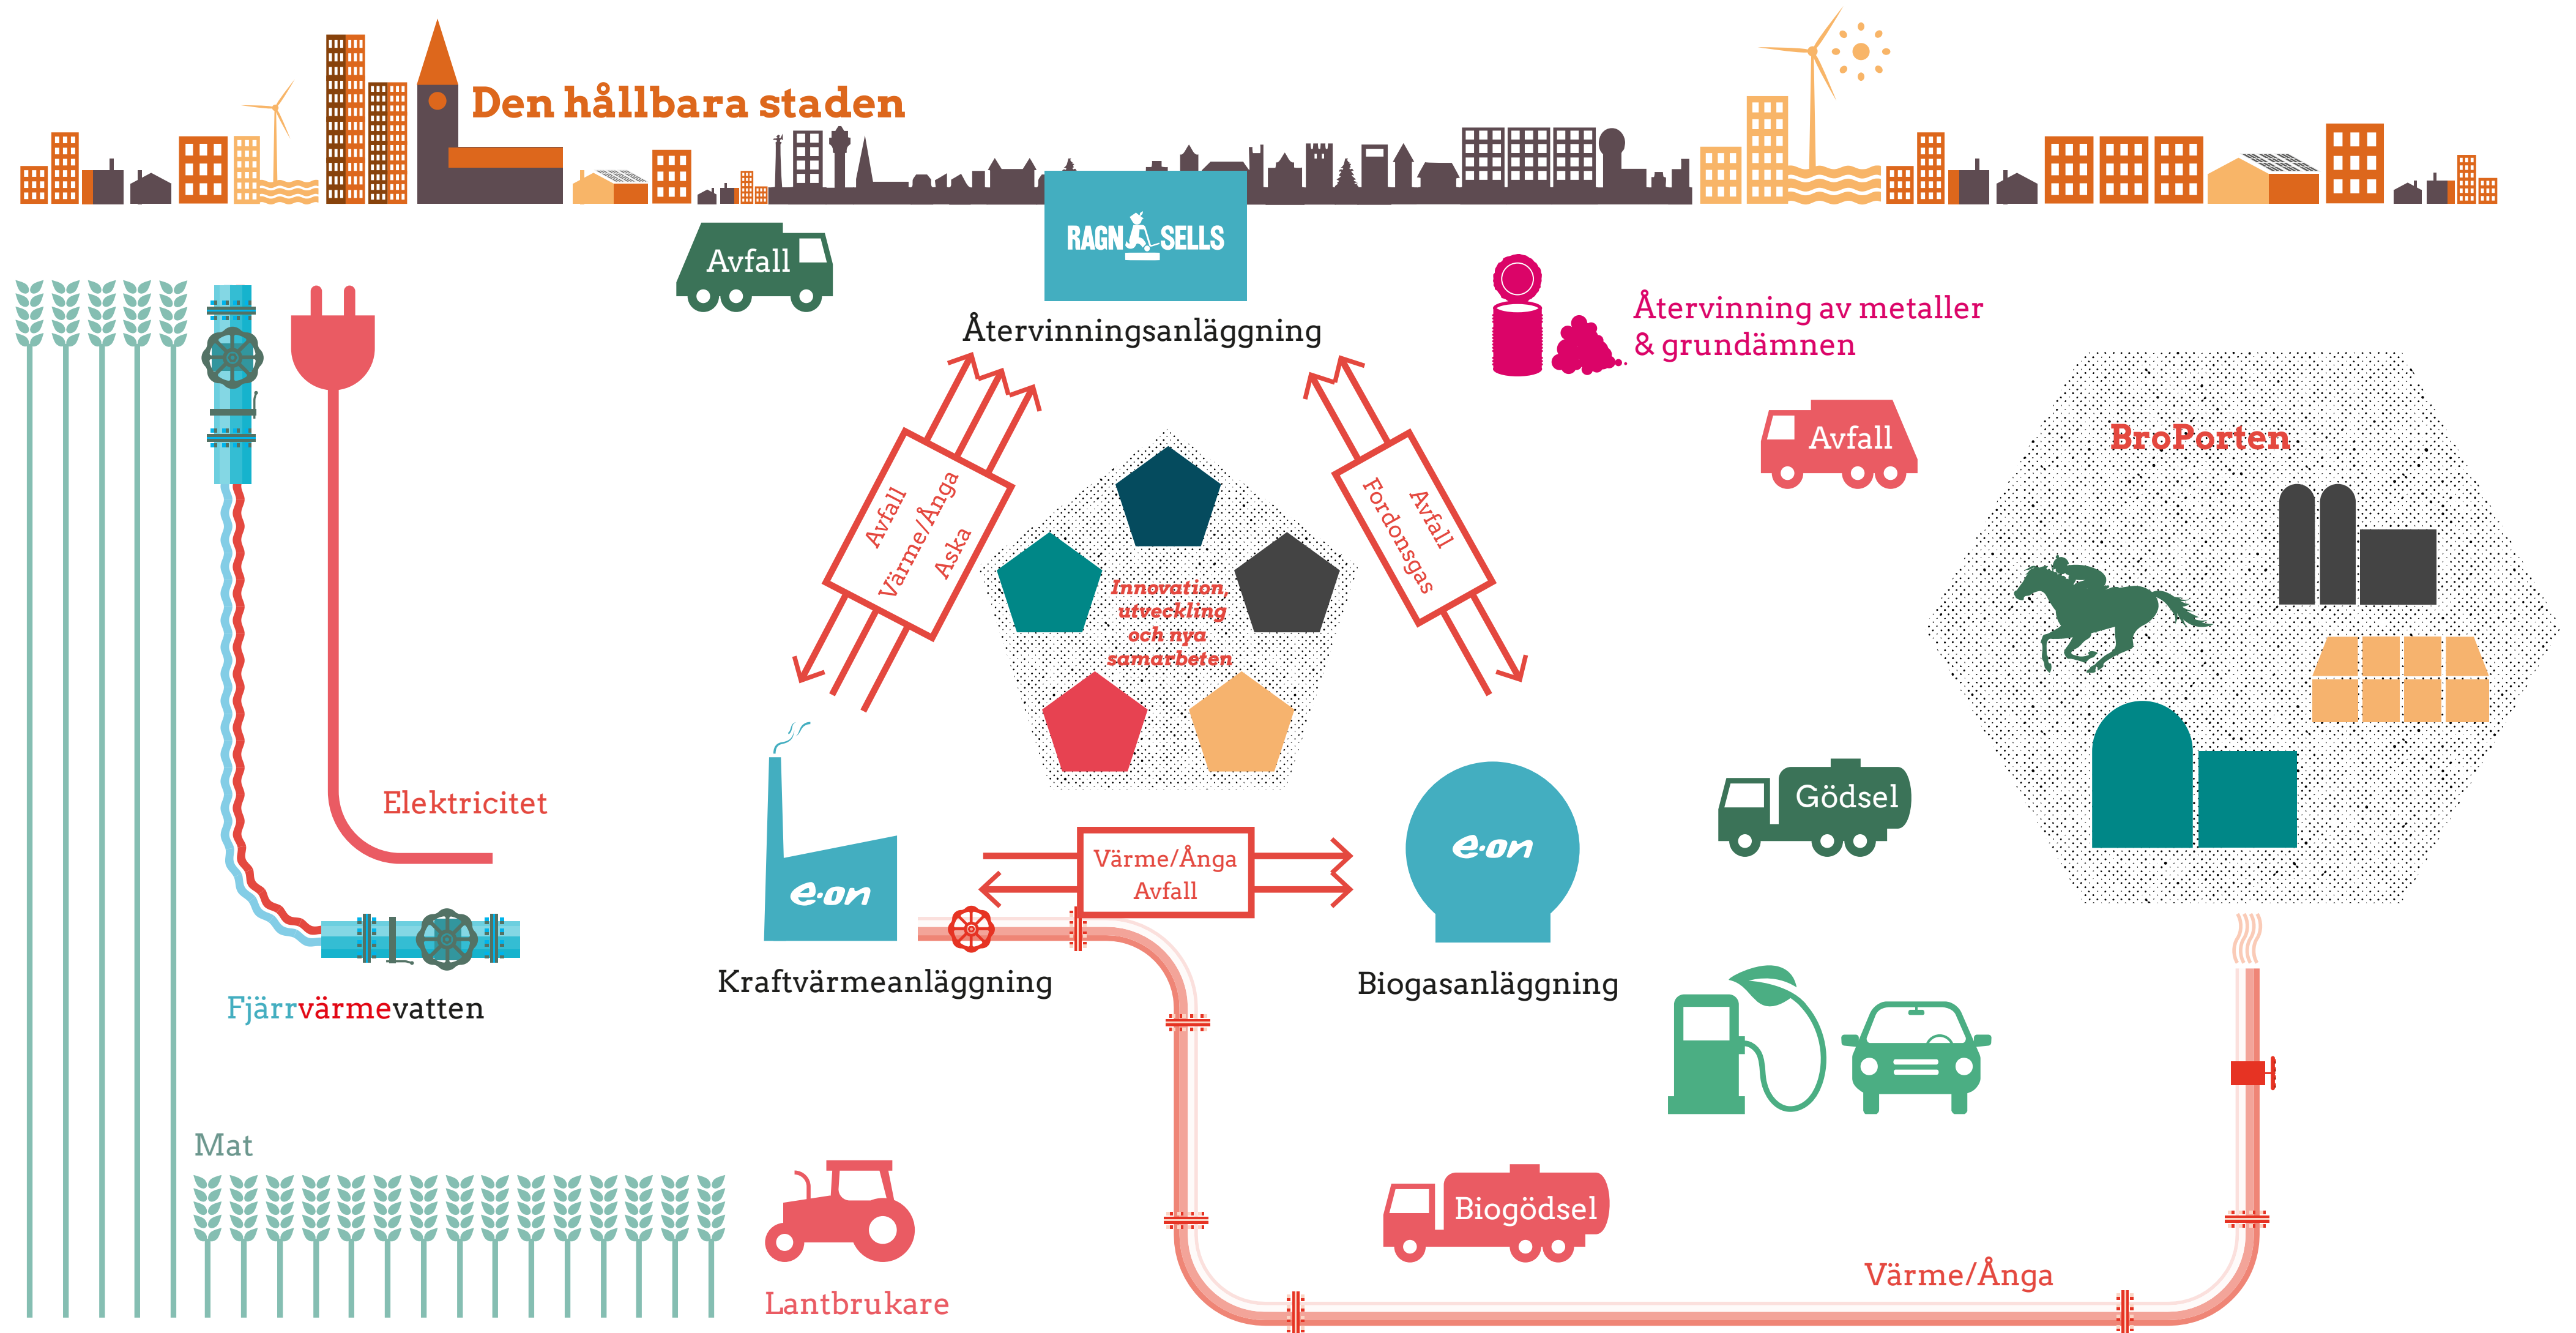 Den hållbara staden
RAGN SELLS
Avfall
Återvinningsanläggning
Återvinning av metaller
& grundämnen
Avfall
BroPorten
Avfall
Värme/Ånga
Aska
Avfall
Fordonsgas
Innovation,
utveckling
och nya
samarbeten
Elektricitet
Gödsel
Värme/Ånga
Avfall
e·on
e·on
Kraftvärmeanläggning
Biogasanläggning
Fjärrvärmevatten
Mat
Biogödsel
Lantbrukare
Värme/Ånga